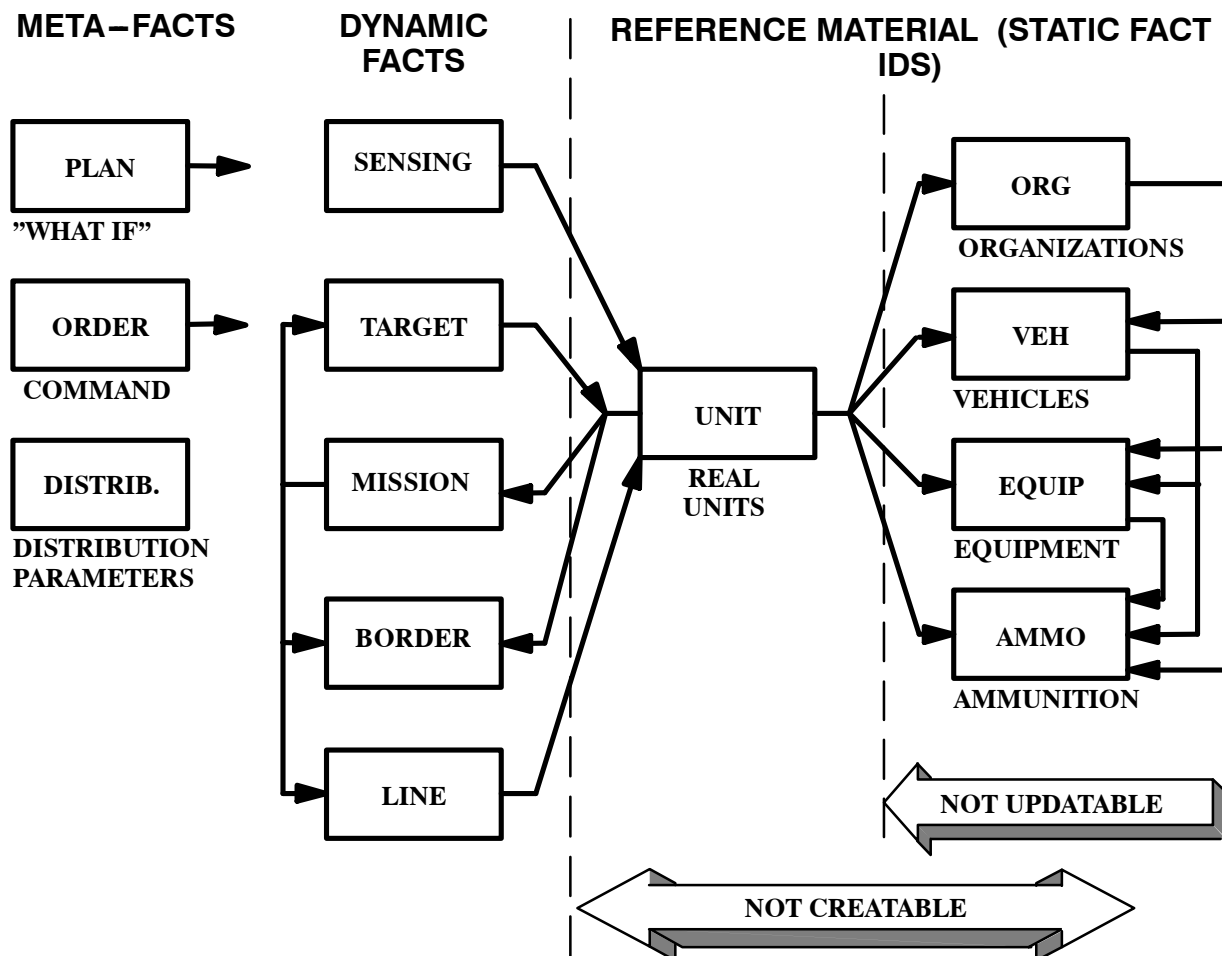 META–FACTS
DYNAMIC
FACTS
REFERENCE MATERIAL (STATIC FACT
IDS)
PLAN
”WHAT IF”
ORDER
COMMAND
DISTRIB.
DISTRIBUTION
PARAMETERS
SENSING
TARGET
MISSION
BORDER
LINE
UNIT
REAL
UNITS
ORG
ORGANIZATIONS
VEH
VEHICLES
EQUIP
EQUIPMENT
AMMO
AMMUNITION
NOT UPDATABLE
NOT CREATABLE